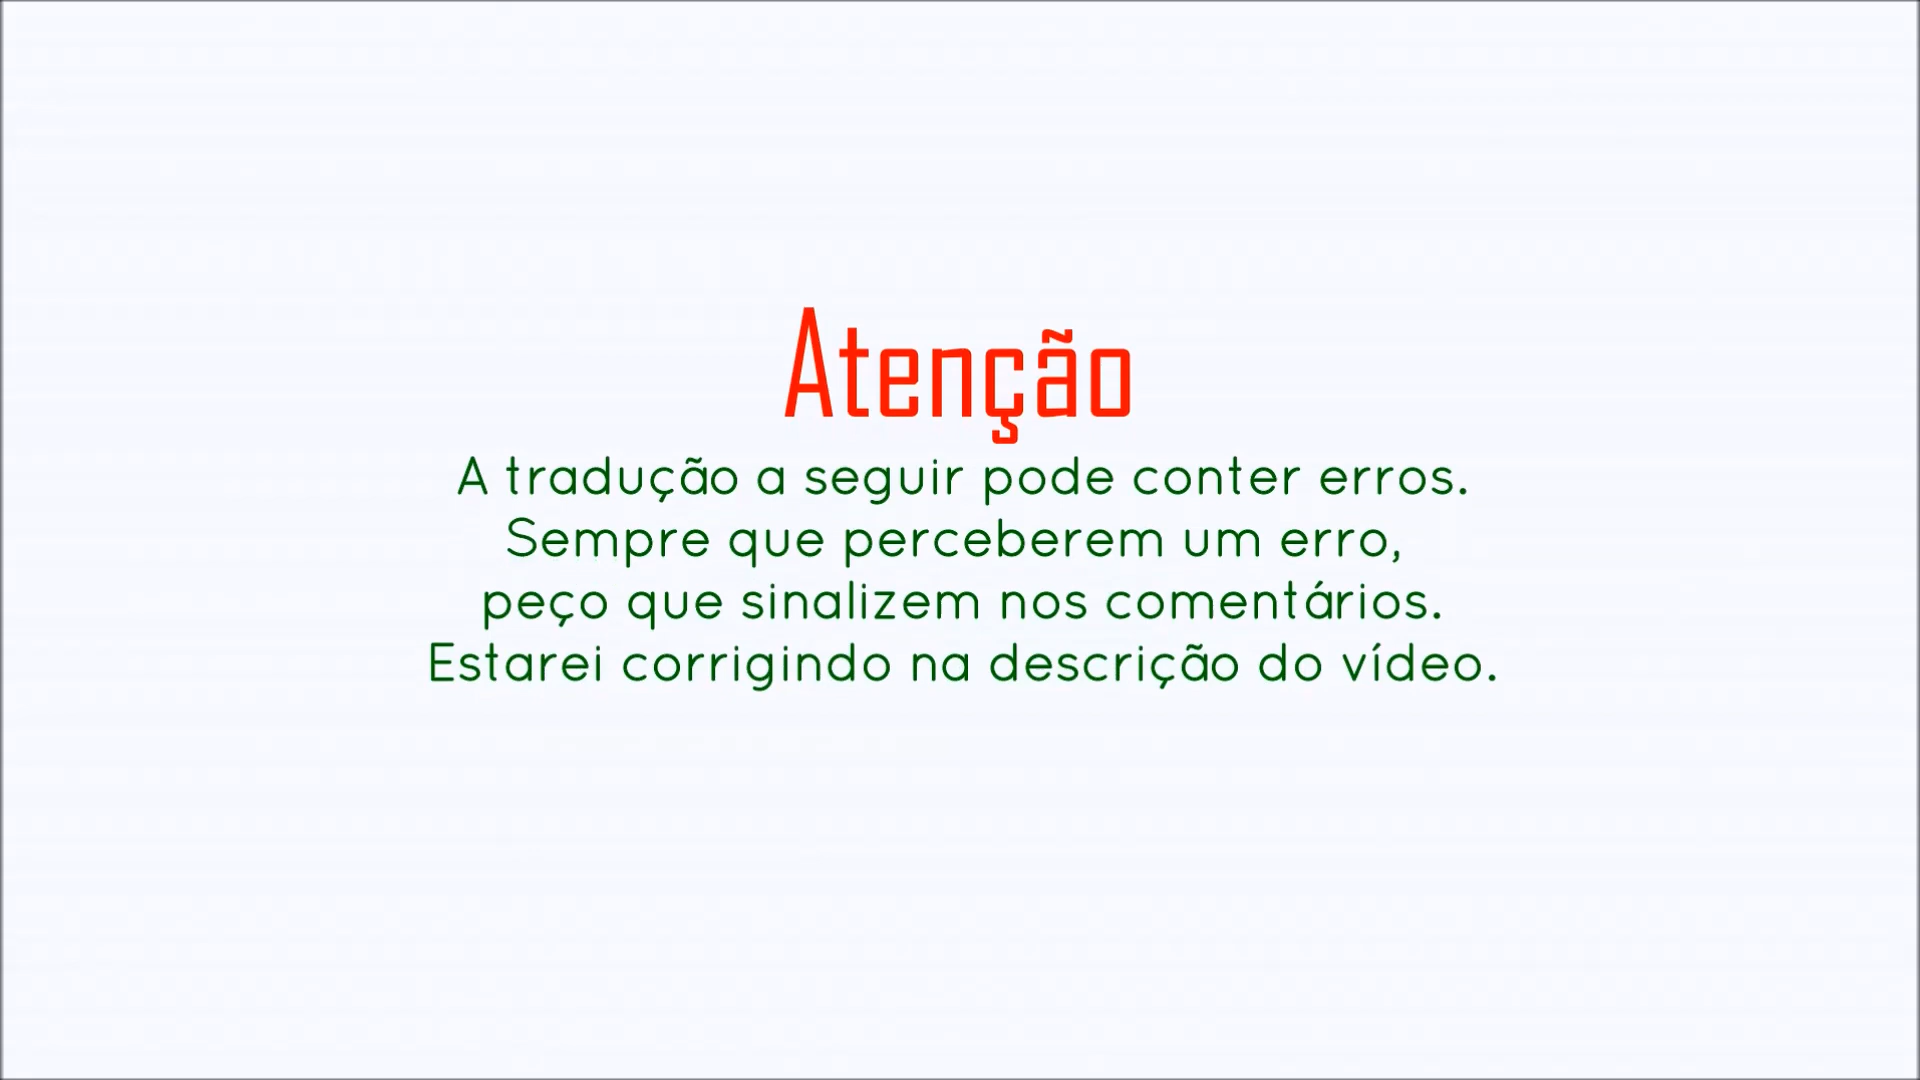 Atenção
A tradução a seguir pode conter erros.
Sempre que perceberem um erro,
peço que sinalizem nos comentários.
Estarei corrigindo na descrição do vídeo.